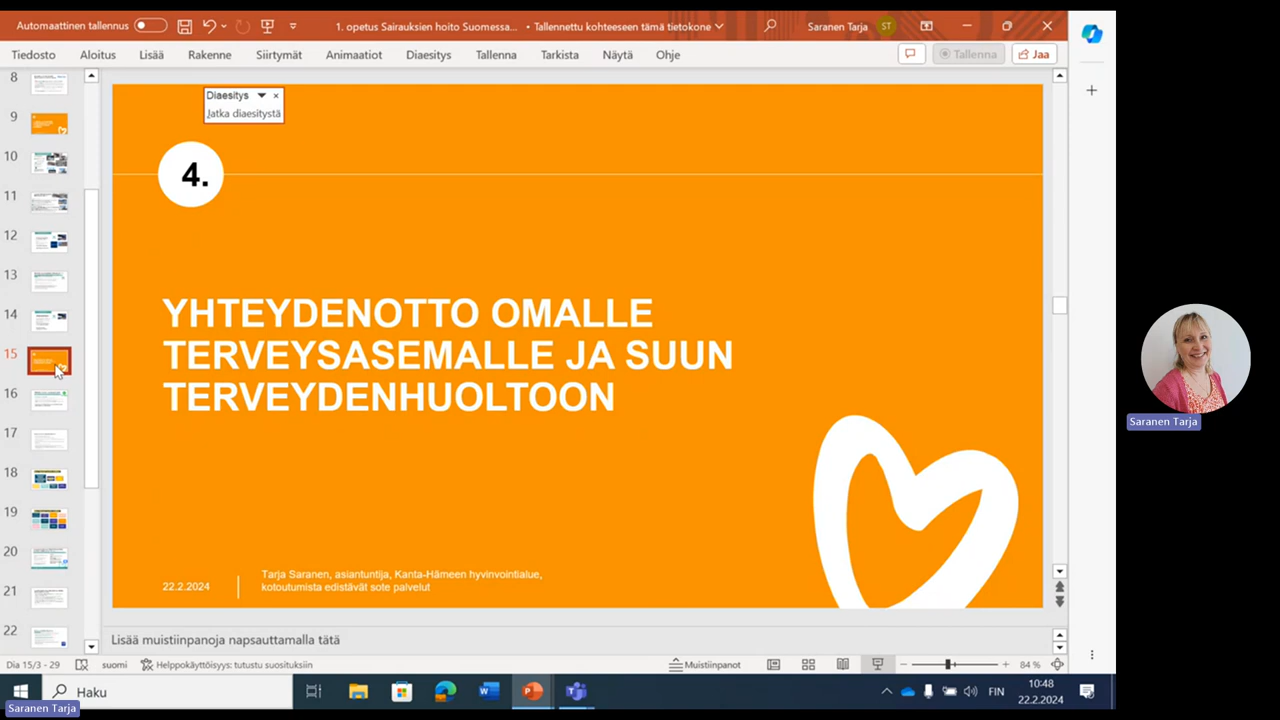 Automaattinen tallennus
1. opetus Sairauksien hoito Suomessa... • Tallennettu kohteeseen tämä tietokone
Saranen Tarja
ST
Tiedosto Aloitus Lisää Rakenne Siirtymät Animaatiot Diaesitys Tallenna Tarkista Näytä Ohje
Tallenna
Jaa
8
9
10
11
12
13
14
15
16
17
18
19
20
21
22
Diaesitys
Jatka diaesitystä
4.
YHTEYDENOTTO OMALLE
TERVEYSASEMALLE JA SUUN
TERVEYDENHUOLTOON
22.2.2024
Tarja Saranen, asiantuntija, Kanta-Hämeen hyvinvointialue,
kotoutumista edistävät sote palvelut
Saranen Tarja
Lisää muistiinpanoja napsauttamalla tätä
Dia 15/3 - 29 suomi Helppokäyttöisyys: tutustu suosituksiin Muistiinpanot 84 %
Haku
FIN
10:48
22.2.2024
Saranen Tarja